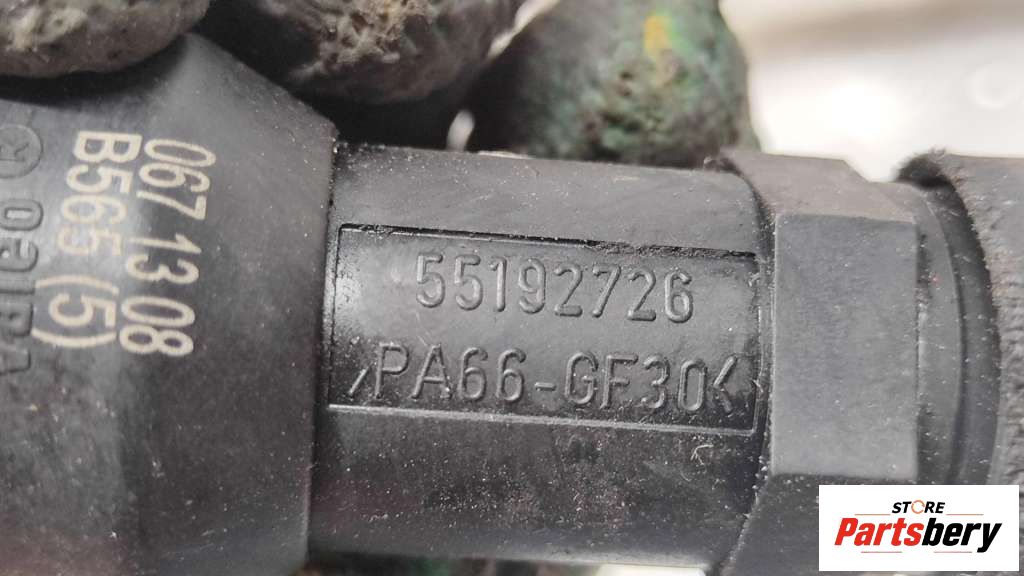 067 13 08
B565 (5)
55192726
>PA66-GF30<
STORE
Partsbery